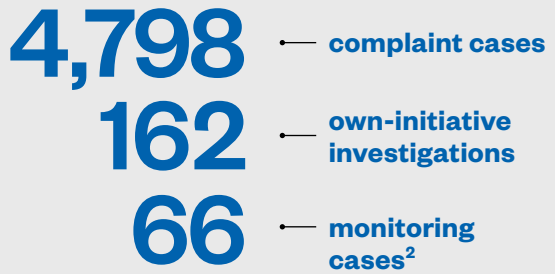 4,798 complaint cases
162 own-initiative
investigations
66 monitoring
cases²